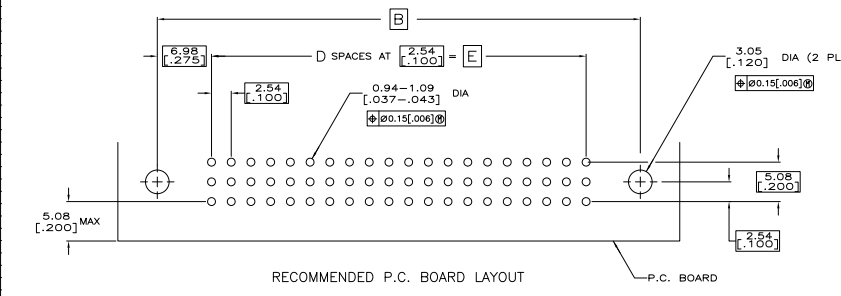 B
6.98
[.275]
D SPACES AT 2.54 = E
[.100]
3.05
[.120] DIA (2 PL
⌖ Ø0.15[.006]Ⓜ
2.54
[.100]
0.94-1.09
[.037-.043] DIA
⌖ Ø0.15[.006]Ⓜ
5.08
[.200]
5.08
[.200] MAX
2.54
[.100]
RECOMMENDED P.C. BOARD LAYOUT
P.C. BOARD